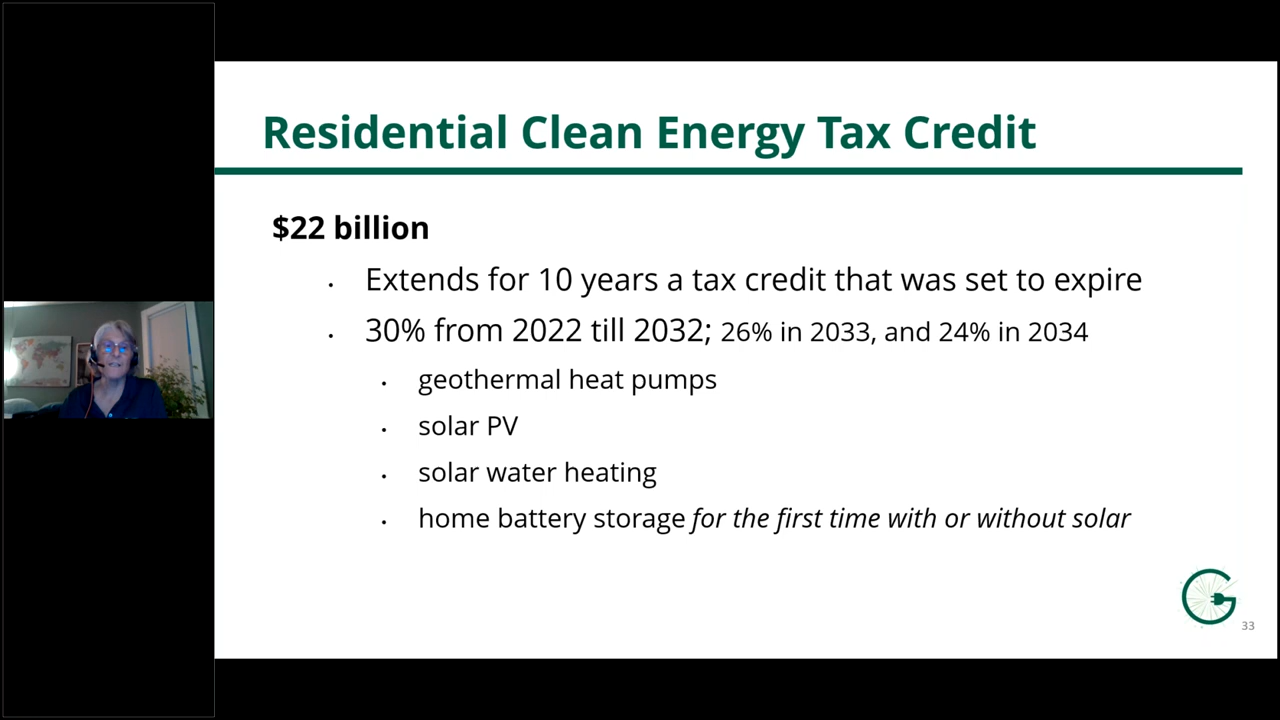 Residential Clean Energy Tax Credit
$22 billion
• Extends for 10 years a tax credit that was set to expire
• 30% from 2022 till 2032; 26% in 2033, and 24% in 2034
• geothermal heat pumps
• solar PV
• solar water heating
• home battery storage for the first time with or without solar
33